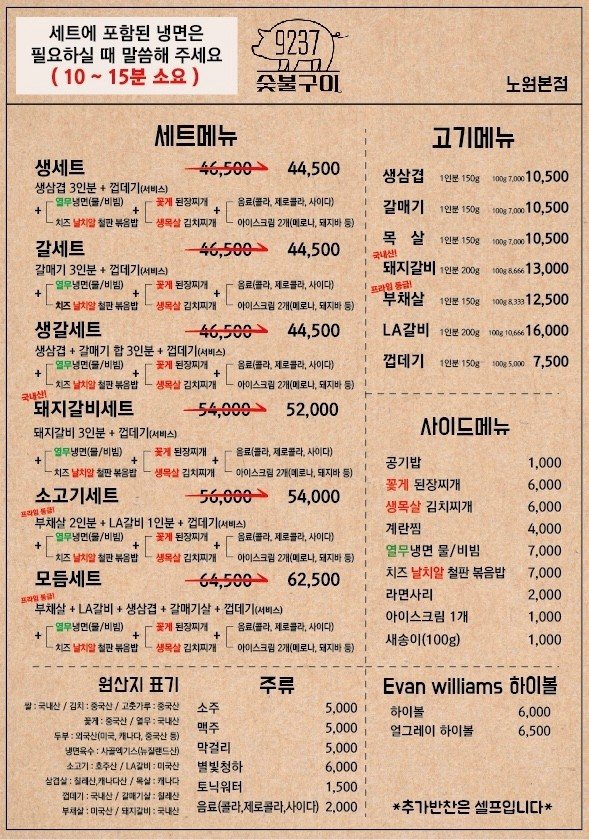 세트에 포함된 냉면은
필요하실 때 말씀해 주세요
( 10 ~ 15분 소요 )
9237
숯불구이
노원본점
세트메뉴
생세트 46,500 44,500
생삼겹 3인분 + 껍데기(서비스)
+ 열무냉면(물/비빔) + 꽃게 된장찌개 + 음료(콜라, 제로콜라, 사이다)
치즈 날치알 철판 볶음밥 생목살 김치찌개 아이스크림 2개(메로나, 돼지바 등)
갈세트 46,500 44,500
갈매기 3인분 + 껍데기(서비스)
+ 열무냉면(물/비빔) + 꽃게 된장찌개 + 음료(콜라, 제로콜라, 사이다)
치즈 날치알 철판 볶음밥 생목살 김치찌개 아이스크림 2개(메로나, 돼지바 등)
생갈세트 46,500 44,500
생삼겹 + 갈매기 합 3인분 + 껍데기(서비스)
+ 열무냉면(물/비빔) + 꽃게 된장찌개 + 음료(콜라, 제로콜라, 사이다)
치즈 날치알 철판 볶음밥 생목살 김치찌개 아이스크림 2개(메로나, 돼지바 등)
국내산!
돼지갈비세트 54,000 52,000
돼지갈비 3인분 + 껍데기(서비스)
+ 열무냉면(물/비빔) + 꽃게 된장찌개 + 음료(콜라, 제로콜라, 사이다)
치즈 날치알 철판 볶음밥 생목살 김치찌개 아이스크림 2개(메로나, 돼지바 등)
소고기세트 56,000 54,000
프라임 등급!
부채살 2인분 + LA갈비 1인분 + 껍데기(서비스)
+ 열무냉면(물/비빔) + 꽃게 된장찌개 + 음료(콜라, 제로콜라, 사이다)
치즈 날치알 철판 볶음밥 생목살 김치찌개 아이스크림 2개(메로나, 돼지바 등)
모듬세트 64,500 62,500
프라임 등급!
부채살 + LA갈비 + 생삼겹 + 갈매기살 + 껍데기(서비스)
+ 열무냉면(물/비빔) + 꽃게 된장찌개 + 음료(콜라, 제로콜라, 사이다)
치즈 날치알 철판 볶음밥 생목살 김치찌개 아이스크림 2개(메로나, 돼지바 등)
고기메뉴
생삼겹 1인분 150g 100g 7,000 10,500
갈매기 1인분 150g 100g 7,000 10,500
목 살 1인분 150g 100g 7,000 10,500
국내산!
돼지갈비 1인분 200g 100g 8,666 13,000
프라임 등급!
부채살 1인분 150g 100g 8,333 12,500
LA갈비 1인분 200g 100g 10,666 16,000
껍데기 1인분 150g 100g 5,000 7,500
사이드메뉴
공기밥 1,000
꽃게 된장찌개 6,000
생목살 김치찌개 6,000
계란찜 4,000
열무냉면 물/비빔 7,000
치즈 날치알 철판 볶음밥 7,000
라면사리 2,000
아이스크림 1개 1,000
새송이(100g) 1,000
원산지 표기
쌀 : 국내산 / 김치 : 중국산 / 고춧가루 : 중국산
꽃게 : 중국산 / 열무 : 국내산
두부 : 외국산(미국, 캐나다, 중국산 등)
냉면육수 : 사골엑기스(뉴질랜드산)
소고기 : 호주산 / LA갈비 : 미국산
삼겹살 : 칠레산,캐나다산 / 목살 : 캐나다
껍데기 : 국내산 / 갈매기살 : 칠레산
부채살 : 미국산 / 돼지갈비 : 국내산
주류
소주 5,000
맥주 5,000
막걸리 5,000
별빛청하 6,000
토닉워터 1,500
음료(콜라,제로콜라,사이다) 2,000
Evan williams 하이볼
하이볼 6,000
얼그레이 하이볼 6,500
*추가반찬은 셀프입니다*